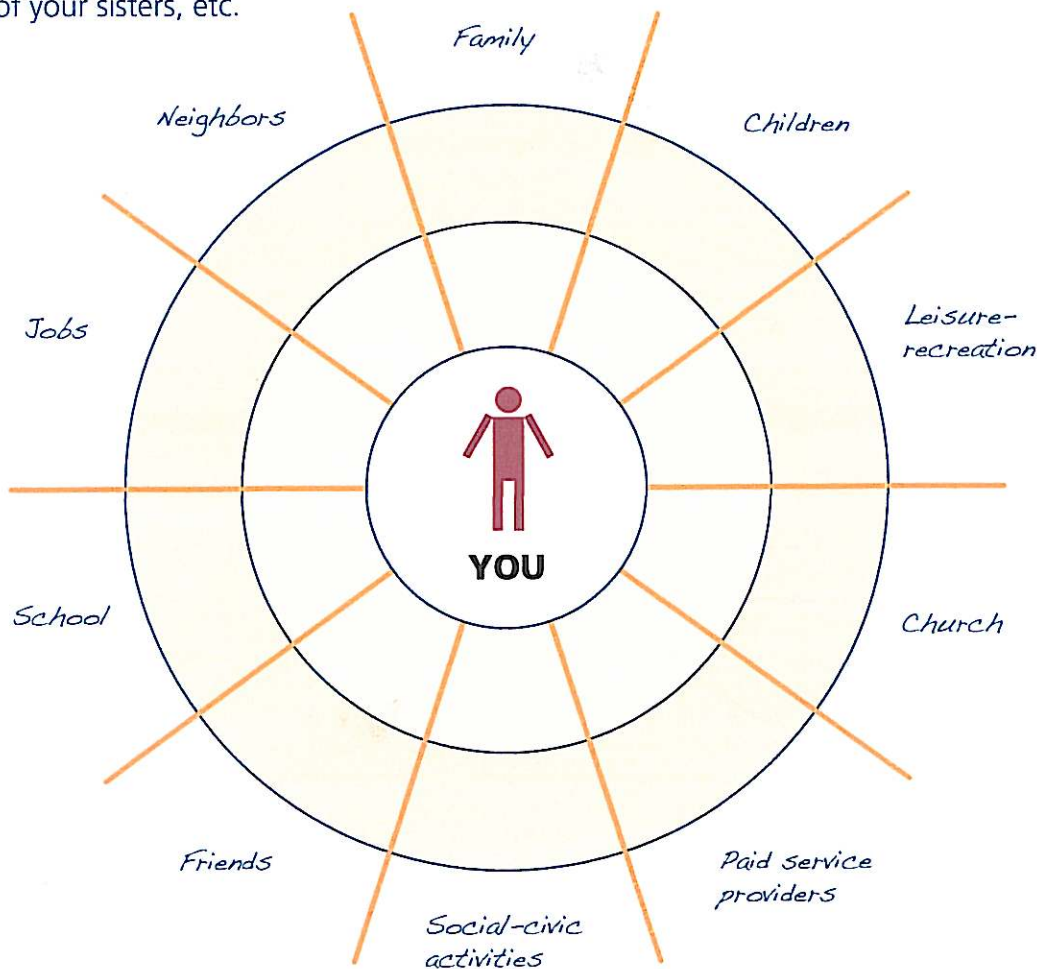 of your sisters, etc.
Family
Neighbors
Children
Jobs
Leisure-
recreation
YOU
School
Church
Friends
Paid service
providers
Social-civic
activities